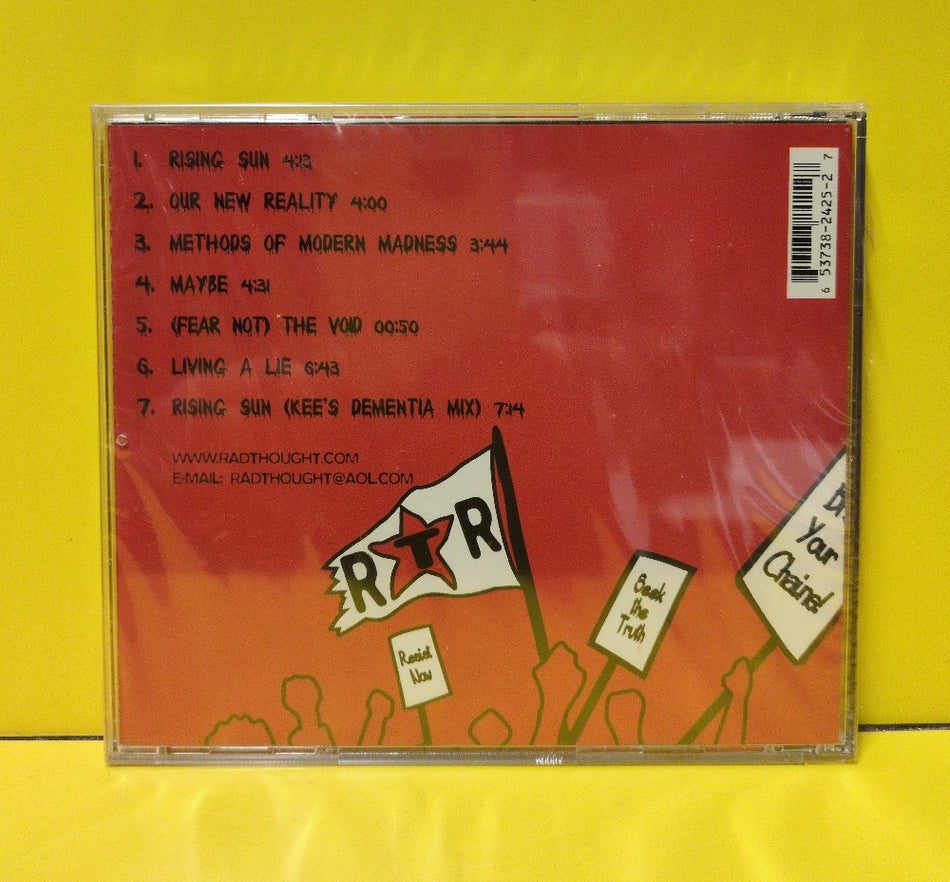 1. RISING SUN 4:13
2. OUR NEW REALITY 4:00
3. METHODS OF MODERN MADNESS 3:44
4. MAYBE 4:31
5. (FEAR NOT) THE VOID 00:50
6. LIVING A LIE 6:43
7. RISING SUN (KEE'S DEMENTIA MIX) 7:14
WWW.RADTHOUGHT.COM
E-MAIL: RADTHOUGHT@AOL.COM
6 53738-2425-2 7
RTR
Resist
Now
Seek
the
Truth
Your
Chains!